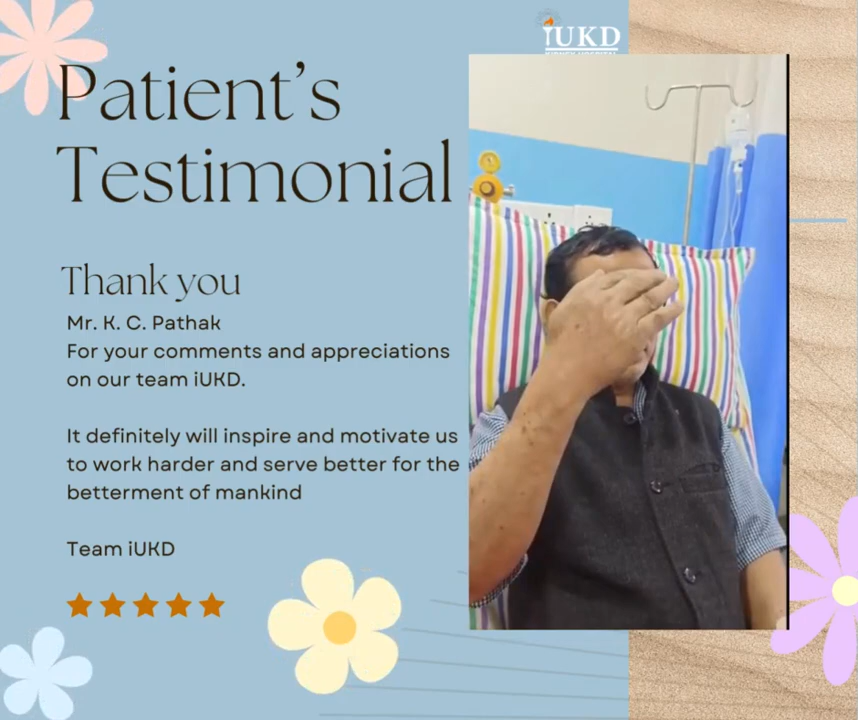 iUKD
Patient's
Testimonial
Thank you
Mr. K. C. Pathak
For your comments and appreciations
on our team iUKD.
It definitely will inspire and motivate us
to work harder and serve better for the
betterment of mankind
Team iUKD